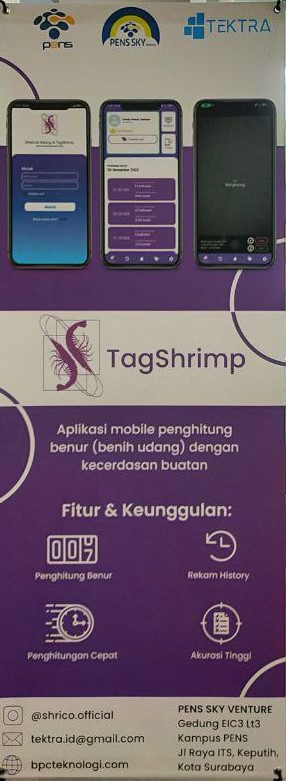 pens
PENS SKY
TEKTRA
Masuk
Masuk
TagShrimp
Aplikasi mobile penghitung
benur (benih udang) dengan
kecerdasan buatan
Fitur & Keunggulan:
Penghitung Benur
Rekam History
Penghitungan Cepat
Akurasi Tinggi
@shrico.official
tektra.id@gmail.com
bpcteknologi.com
PENS SKY VENTURE
Gedung EIC3 Lt3
Kampus PENS
Jl Raya ITS, Keputih,
Kota Surabaya